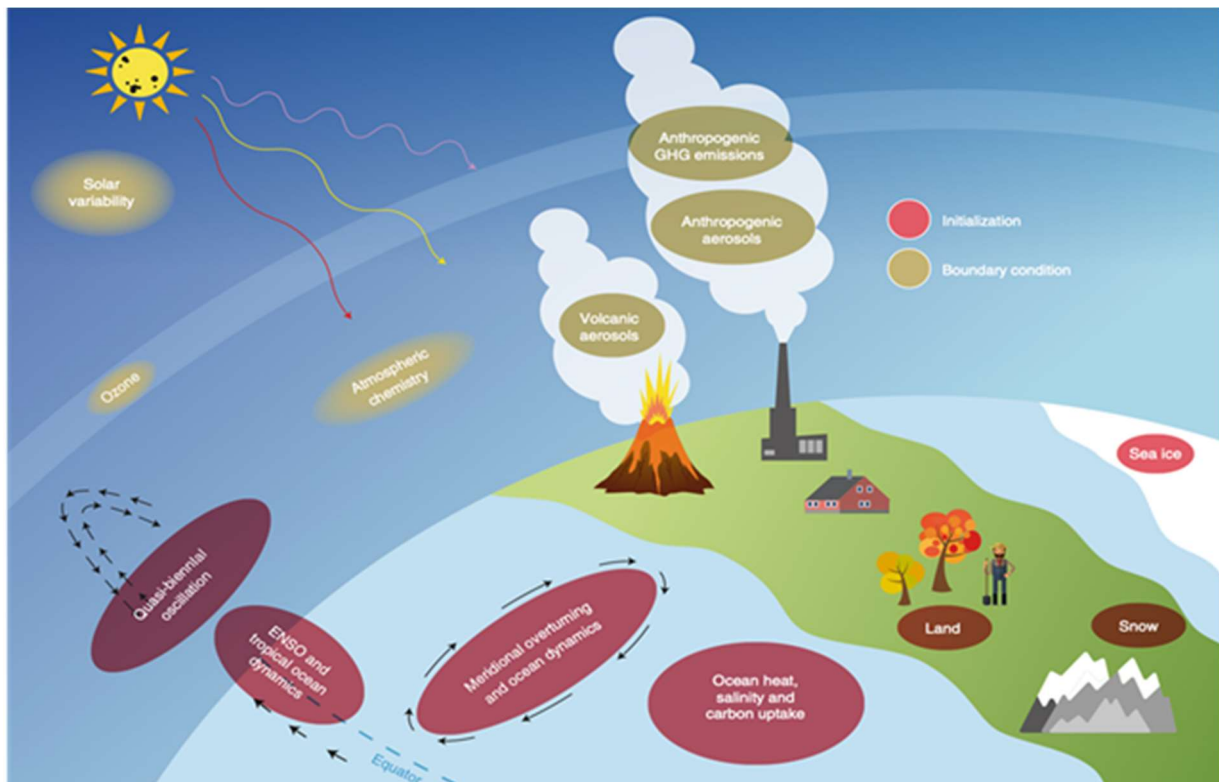 Solar
variability
Anthropogenic
GHG emissions
Anthropogenic
aerosols
Initialization
Boundary condition
Volcanic
aerosols
Ozone
Atmospheric
chemistry
Sea ice
Quasi-biennial
oscillation
ENSO and
tropical ocean
dynamics
Meridional overturning
and ocean dynamics
Ocean heat,
salinity and
carbon uptake
Land
Snow
Equator